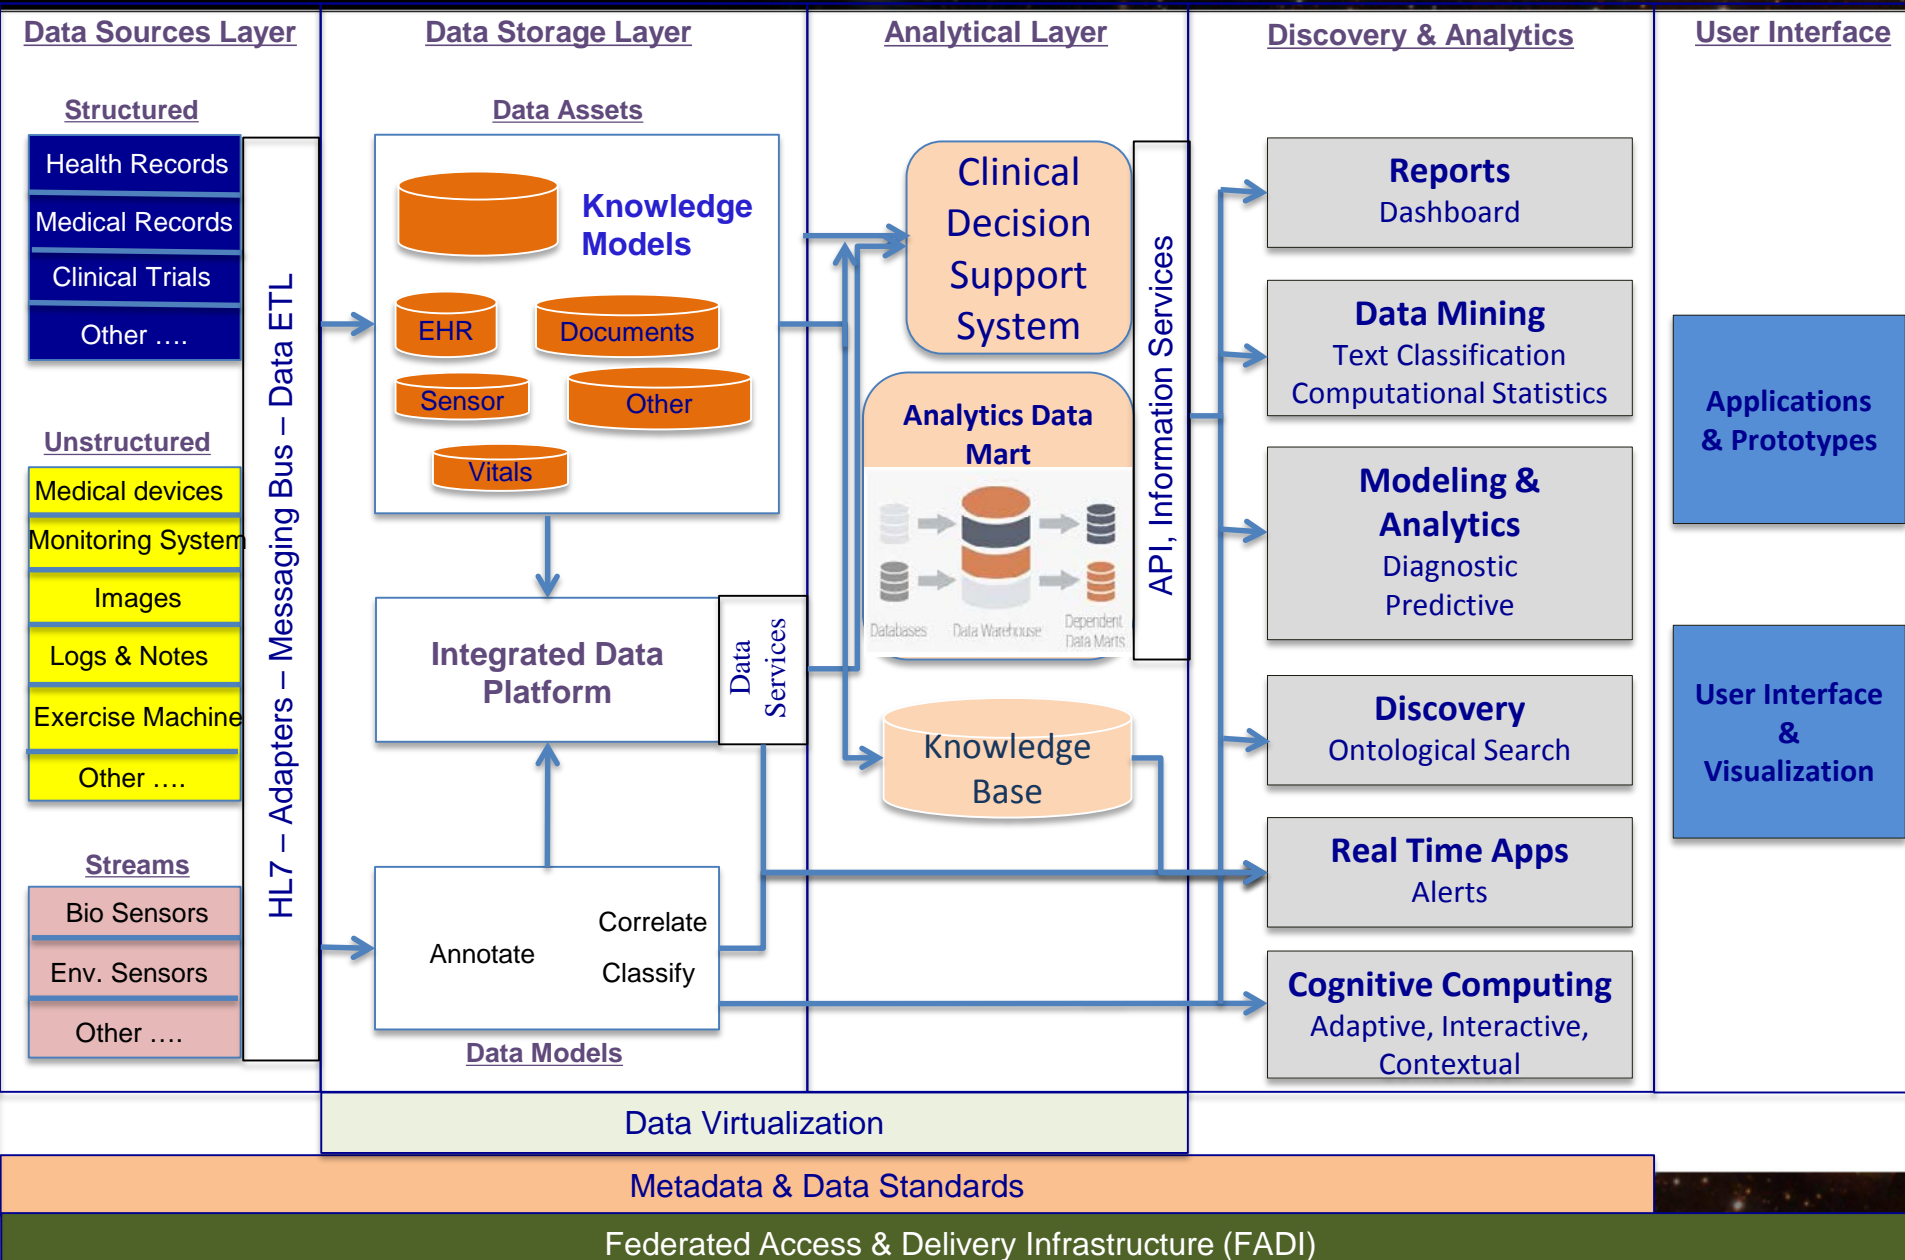 Data Sources Layer
Structured
Health Records
Medical Records
Clinical Trials
Other ....
Unstructured
Medical devices
Monitoring System
Images
Logs & Notes
Exercise Machine
Other ....
Streams
Bio Sensors
Env. Sensors
Other ....
HL7 – Adapters – Messaging Bus – Data ETL
Data Storage Layer
Data Assets
Knowledge
Models
EHR
Documents
Sensor
Other
Vitals
Integrated Data
Platform
Data
Services
Annotate
Correlate
Classify
Data Models
Analytical Layer
Clinical
Decision
Support
System
Analytics Data
Mart
Databases
Data Warehouse
Dependent
Data Marts
Knowledge
Base
API, Information Services
Discovery & Analytics
Reports
Dashboard
Data Mining
Text Classification
Computational Statistics
Modeling &
Analytics
Diagnostic
Predictive
Discovery
Ontological Search
Real Time Apps
Alerts
Cognitive Computing
Adaptive, Interactive,
Contextual
User Interface
Applications
& Prototypes
User Interface
&
Visualization
Data Virtualization
Metadata & Data Standards
Federated Access & Delivery Infrastructure (FADI)